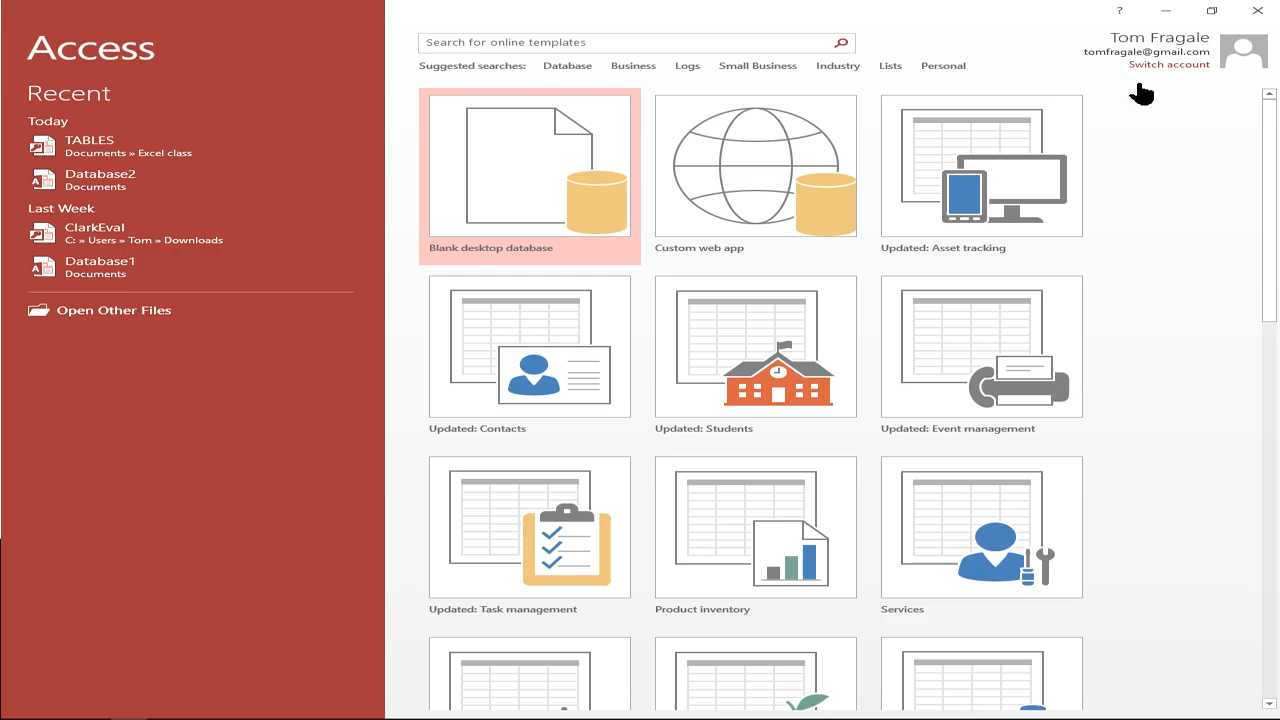 Access
Recent
Today
TABLES
Documents » Excel class
Database2
Documents
Last Week
ClarkEval
C: » Users » Tom » Downloads
Database1
Documents
Open Other Files
?
Search for online templates
Suggested searches: Database Business Logs Small Business Industry Lists Personal
Tom Fragale
tomfragale@gmail.com
Switch account
Blank desktop database
Custom web app
Updated: Asset tracking
Updated: Contacts
Updated: Students
Updated: Event management
Updated: Task management
Product inventory
Services